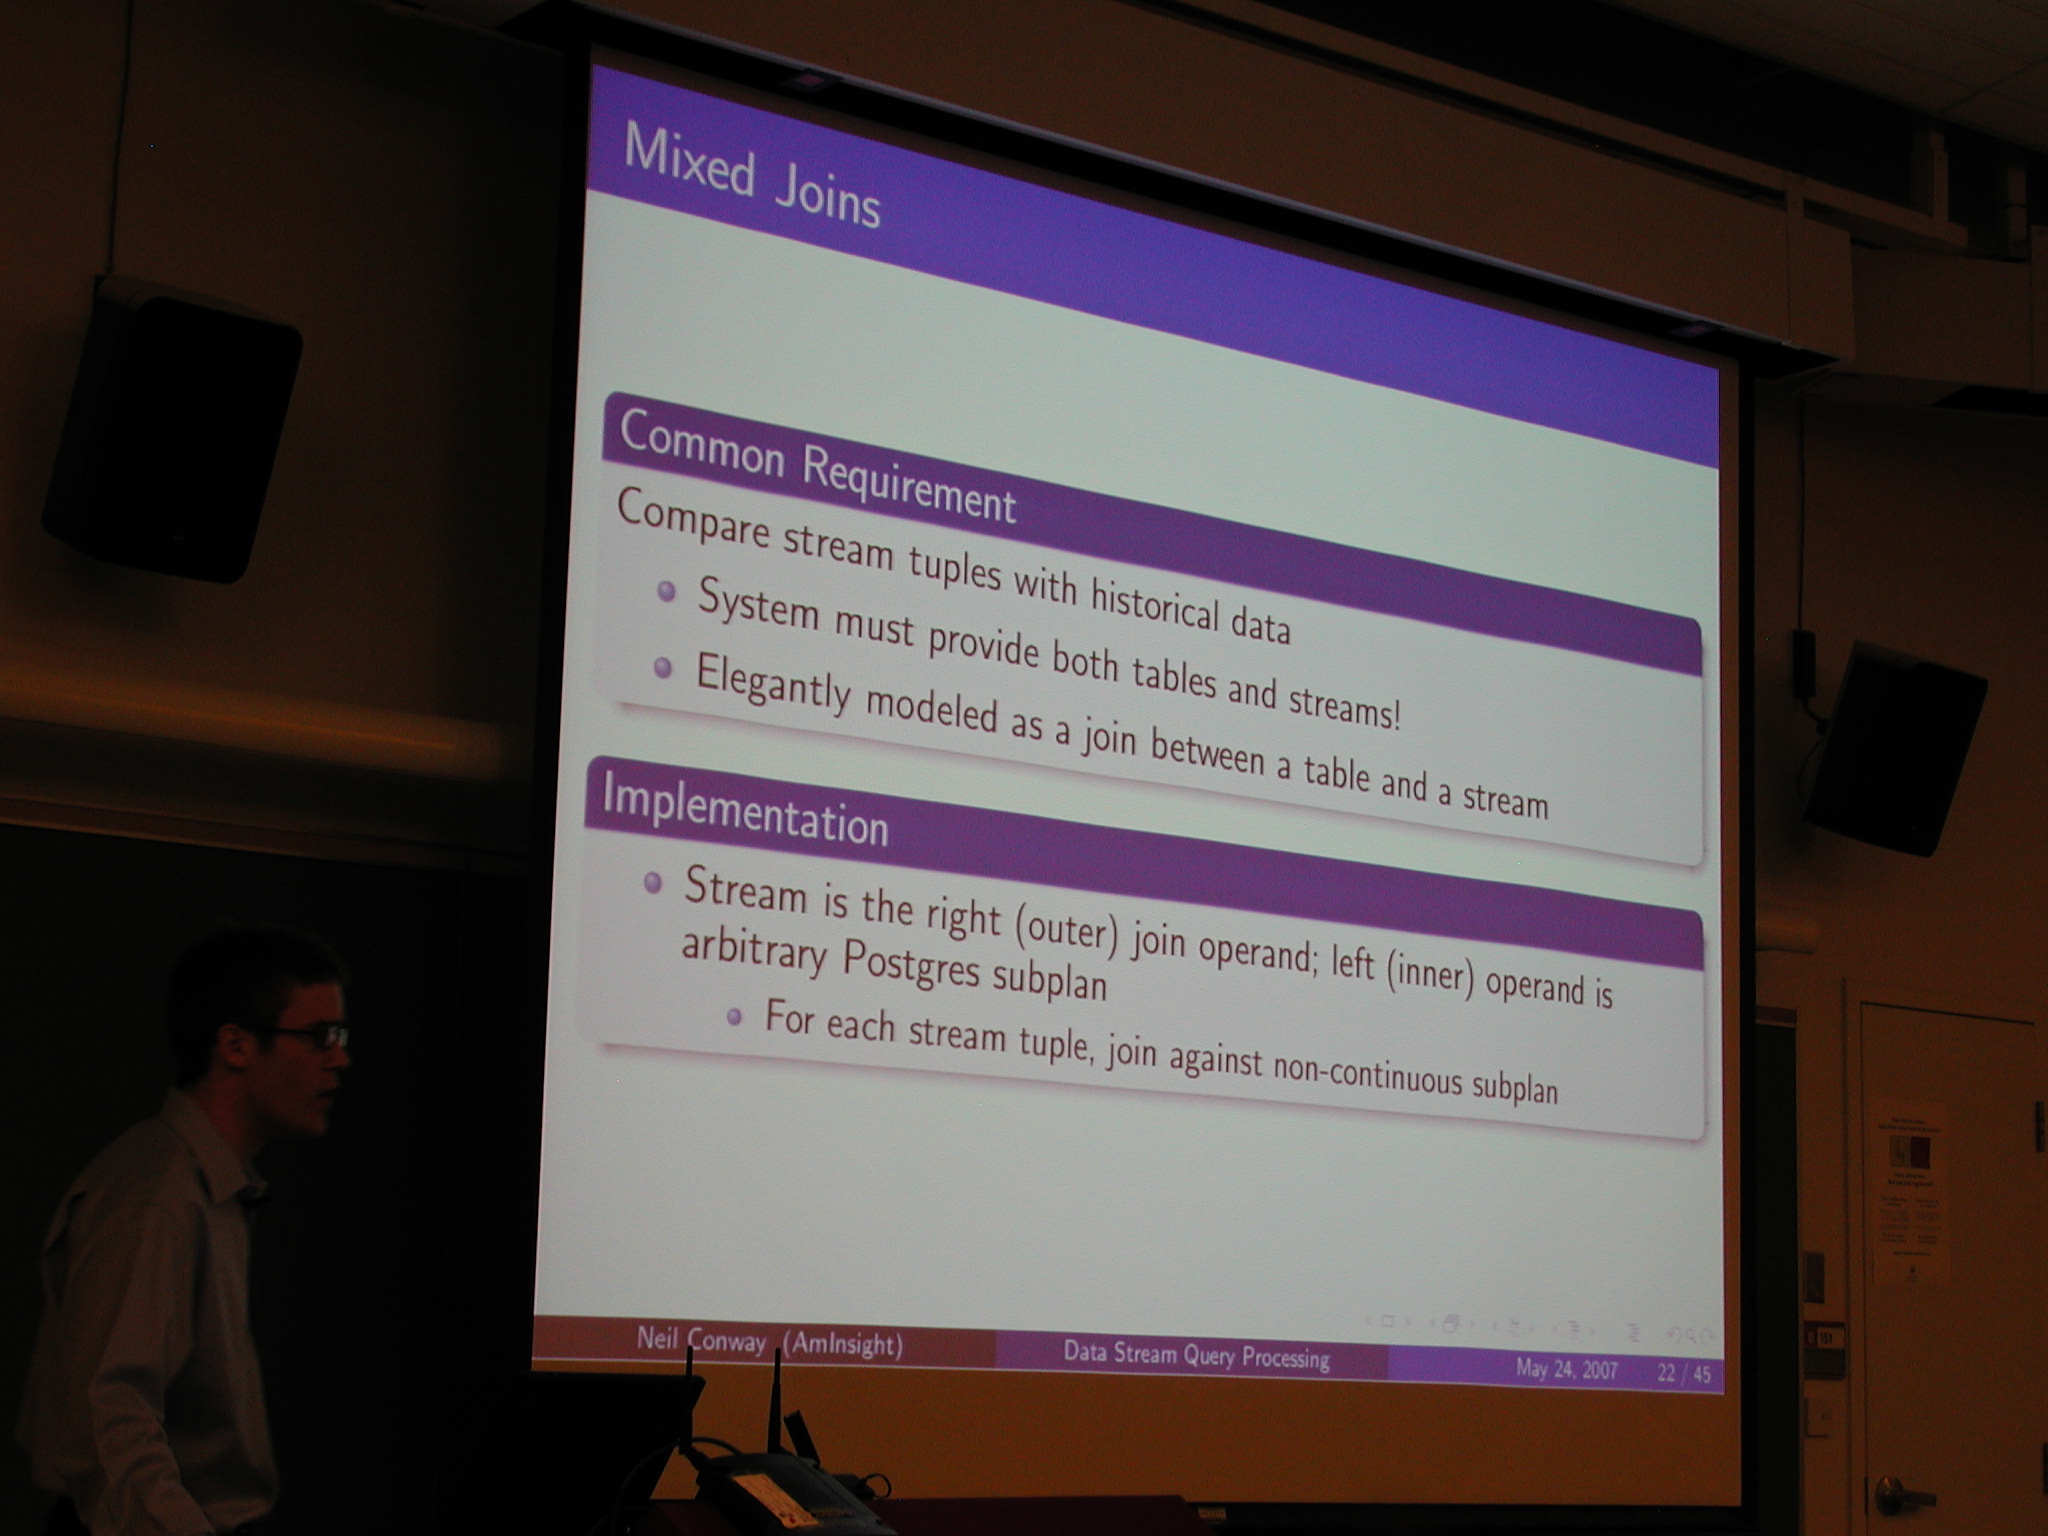 Mixed Joins
Common Requirement
Compare stream tuples with historical data
System must provide both tables and streams!
Elegantly modeled as a join between a table and a stream
Implementation
Stream is the right (outer) join operand; left (inner) operand is
arbitrary Postgres subplan
For each stream tuple, join against non-continuous subplan
Neil Conway (AmInsight)
Data Stream Query Processing
May 24, 2007
22 / 45
151